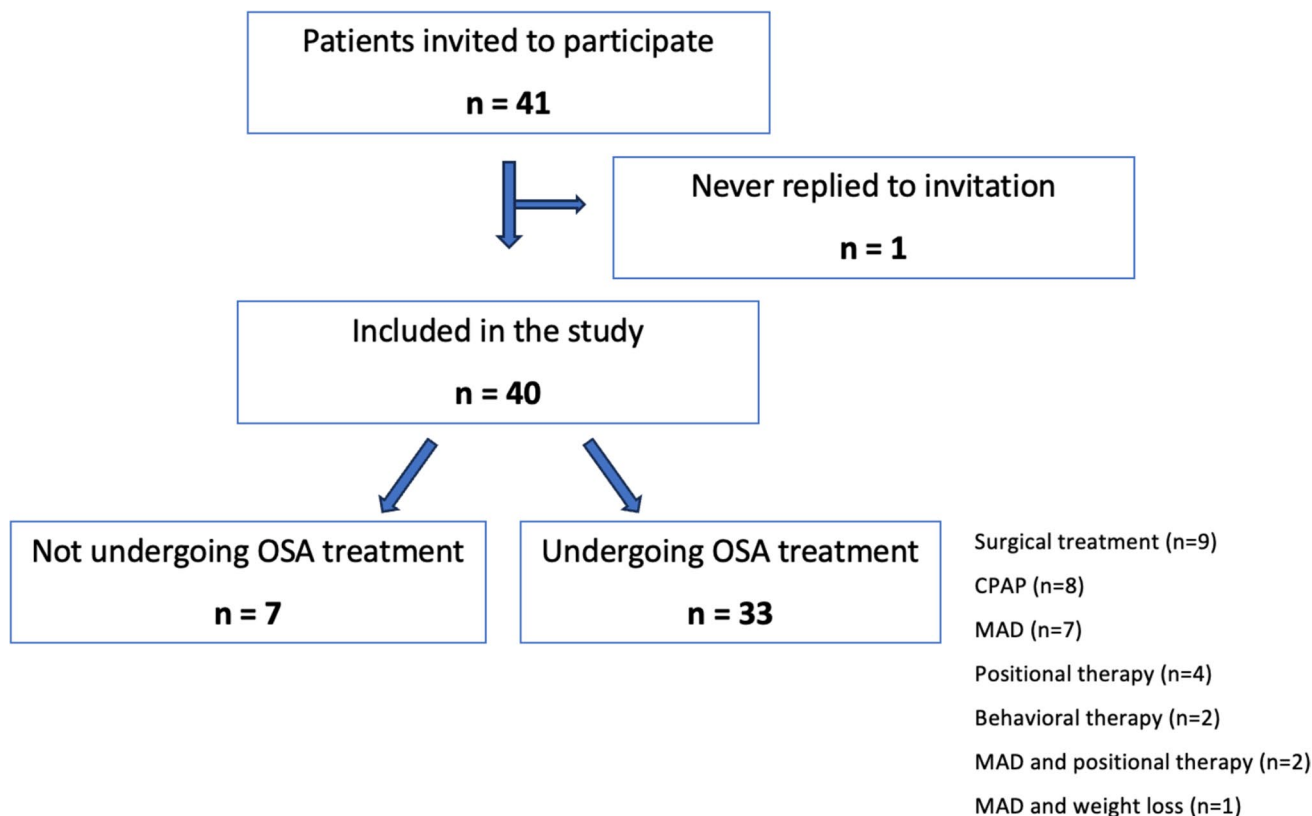 Patients invited to participate
n = 41
Never replied to invitation
n = 1
Included in the study
n = 40
Not undergoing OSA treatment
n = 7
Undergoing OSA treatment
n = 33
Surgical treatment (n=9)
CPAP (n=8)
MAD (n=7)
Positional therapy (n=4)
Behavioral therapy (n=2)
MAD and positional therapy (n=2)
MAD and weight loss (n=1)